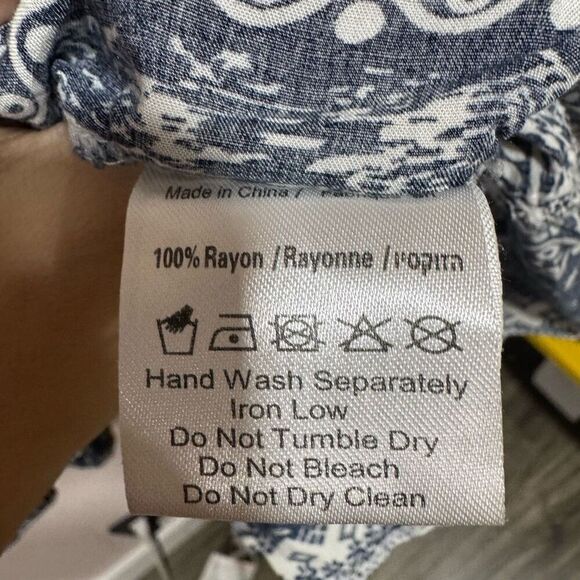 Made in China /
100% Rayon /Rayonne /
Hand Wash Separately
Iron Low
Do Not Tumble Dry
Do Not Bleach
Do Not Dry Clean